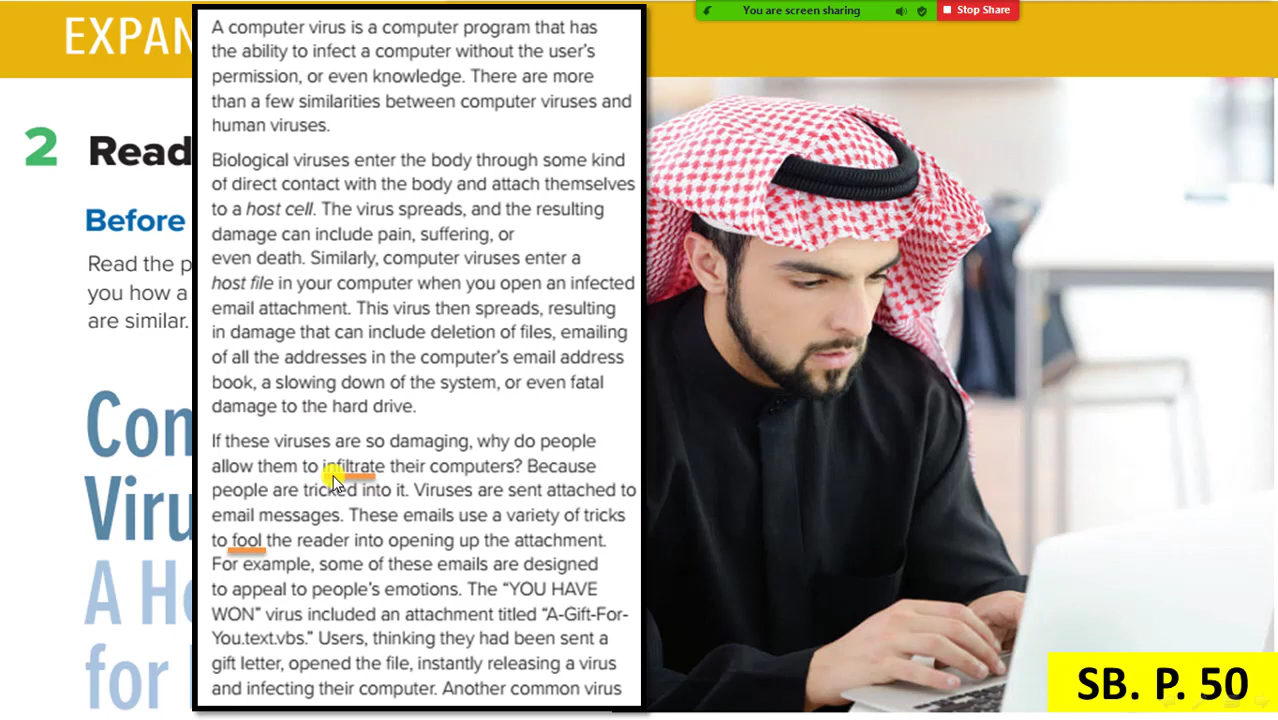 You are screen sharing
Stop Share
EXPAN
2 Read
Before
Read the p
you how a
are similar.
Con
Viru
A Ho
for
A computer virus is a computer program that has
the ability to infect a computer without the user's
permission, or even knowledge. There are more
than a few similarities between computer viruses and
human viruses.
Biological viruses enter the body through some kind
of direct contact with the body and attach themselves
to a host cell. The virus spreads, and the resulting
damage can include pain, suffering, or
even death. Similarly, computer viruses enter a
host file in your computer when you open an infected
email attachment. This virus then spreads, resulting
in damage that can include deletion of files, emailing
of all the addresses in the computer's email address
book, a slowing down of the system, or even fatal
damage to the hard drive.
If these viruses are so damaging, why do people
allow them to infiltrate their computers? Because
people are tricked into it. Viruses are sent attached to
email messages. These emails use a variety of tricks
to fool the reader into opening up the attachment.
For example, some of these emails are designed
to appeal to people's emotions. The “YOU HAVE
WON” virus included an attachment titled “A-Gift-For-
You.text.vbs.” Users, thinking they had been sent a
gift letter, opened the file, instantly releasing a virus
and infecting their computer. Another common virus
SB. P. 50